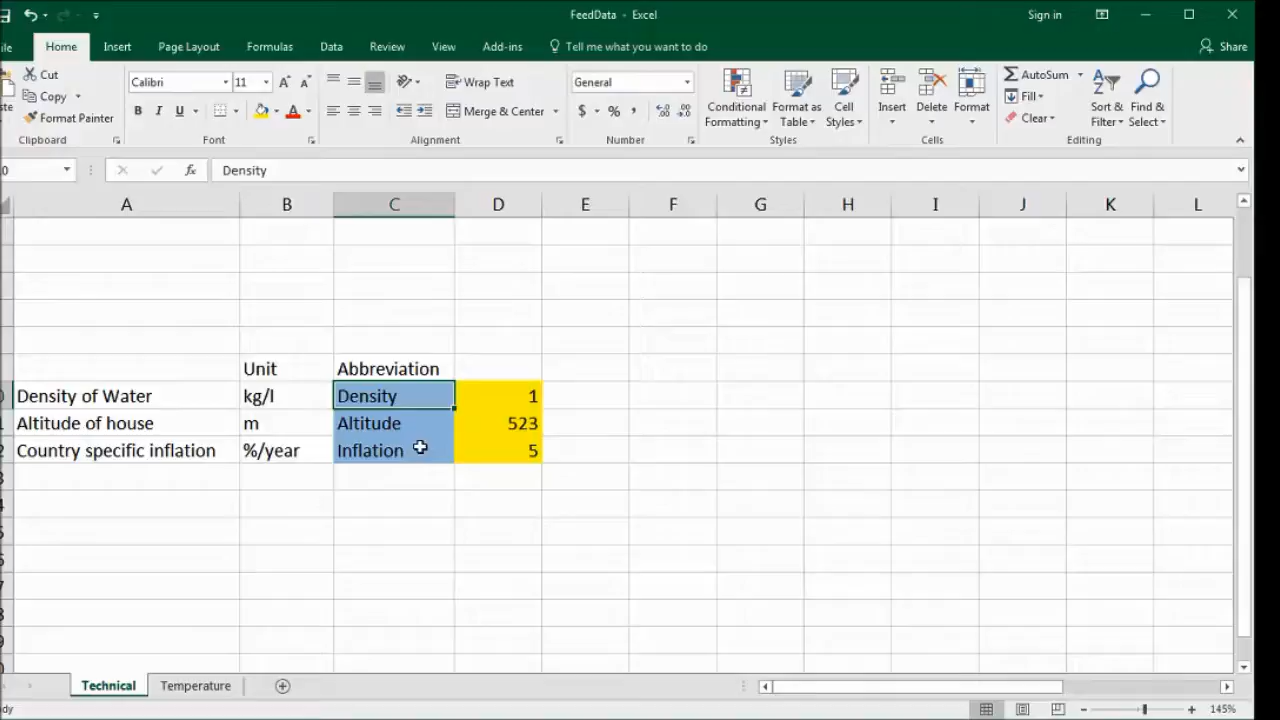 FeedData - Excel
Sign in
Home Insert Page Layout Formulas Data Review View Add-ins Tell me what you want to do Share
Cut
Copy
Format Painter
Clipboard
Calibri 11
B I U
Font
Wrap Text
Merge & Center
Alignment
General
$ % ,
Number
Conditional Formatting
Format as Table
Cell Styles
Styles
Insert Delete Format
Cells
AutoSum
Fill
Clear
Sort & Filter
Find & Select
Editing
fx Density
A B C D E F G H I J K L
Unit Abbreviation
Density of Water kg/l Density 1
Altitude of house m Altitude 523
Country specific inflation %/year Inflation 5
Technical Temperature
145%